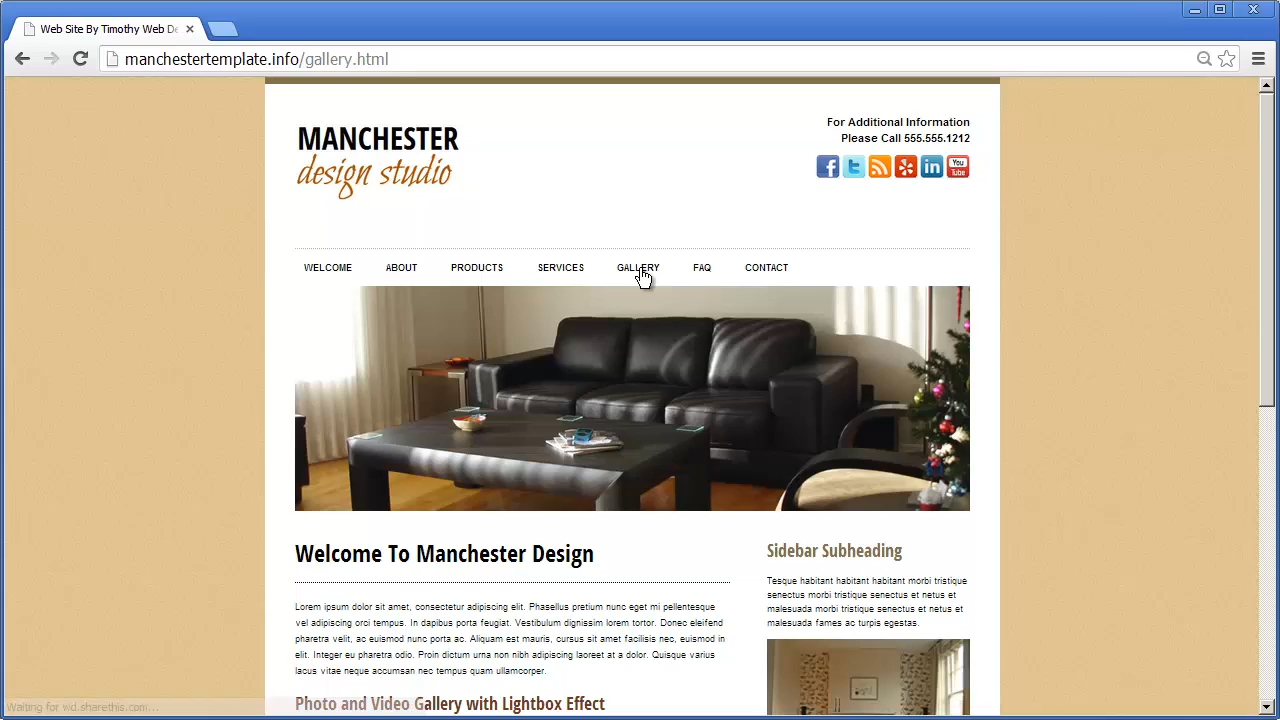 Web Site By Timothy Web De
manchestertemplate.info/gallery.html
For Additional Information
Please Call 555.555.1212
MANCHESTER
design studio
You
Tube
WELCOME ABOUT PRODUCTS SERVICES GALLERY FAQ CONTACT
Welcome To Manchester Design
Lorem ipsum dolor sit amet, consectetur adipiscing elit. Phasellus pretium nunc eget mi pellentesque
vel adipiscing orci tempus. In dapibus porta feugiat. Vestibulum dignissim lorem tortor. Donec eleifend
pharetra velit, ac euismod nunc porta ac. Aliquam est mauris, cursus sit amet facilisis nec, euismod in
elit. Integer eu pharetra odio. Proin dictum urna non nibh adipiscing laoreet at a dolor. Quisque varius
lacus vitae neque accumsan nec tempus quam ullamcorper.
Photo and Video Gallery with Lightbox Effect
Sidebar Subheading
Tesque habitant habitant habitant morbi tristique
senectus morbi tristique senectus et netus et
malesuada morbi tristique senectus et netus et
malesuada fames ac turpis egestas.
Waiting for wd.sharethis.com...